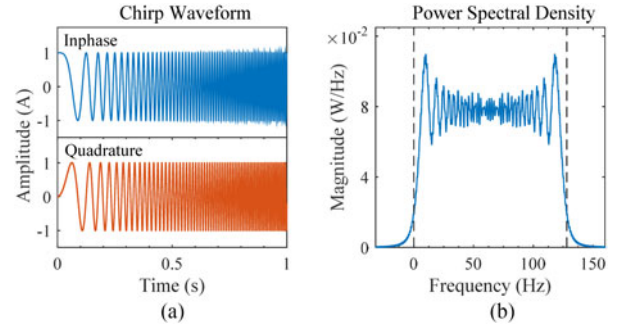 Chirp Waveform
Inphase
1
0
-1
Quadrature
1
0
-1
Amplitude (A)
0
0.5
1
Time (s)
(a)
Power Spectral Density
×10-2
8
4
0
Magnitude (W/Hz)
0
50
100
150
Frequency (Hz)
(b)